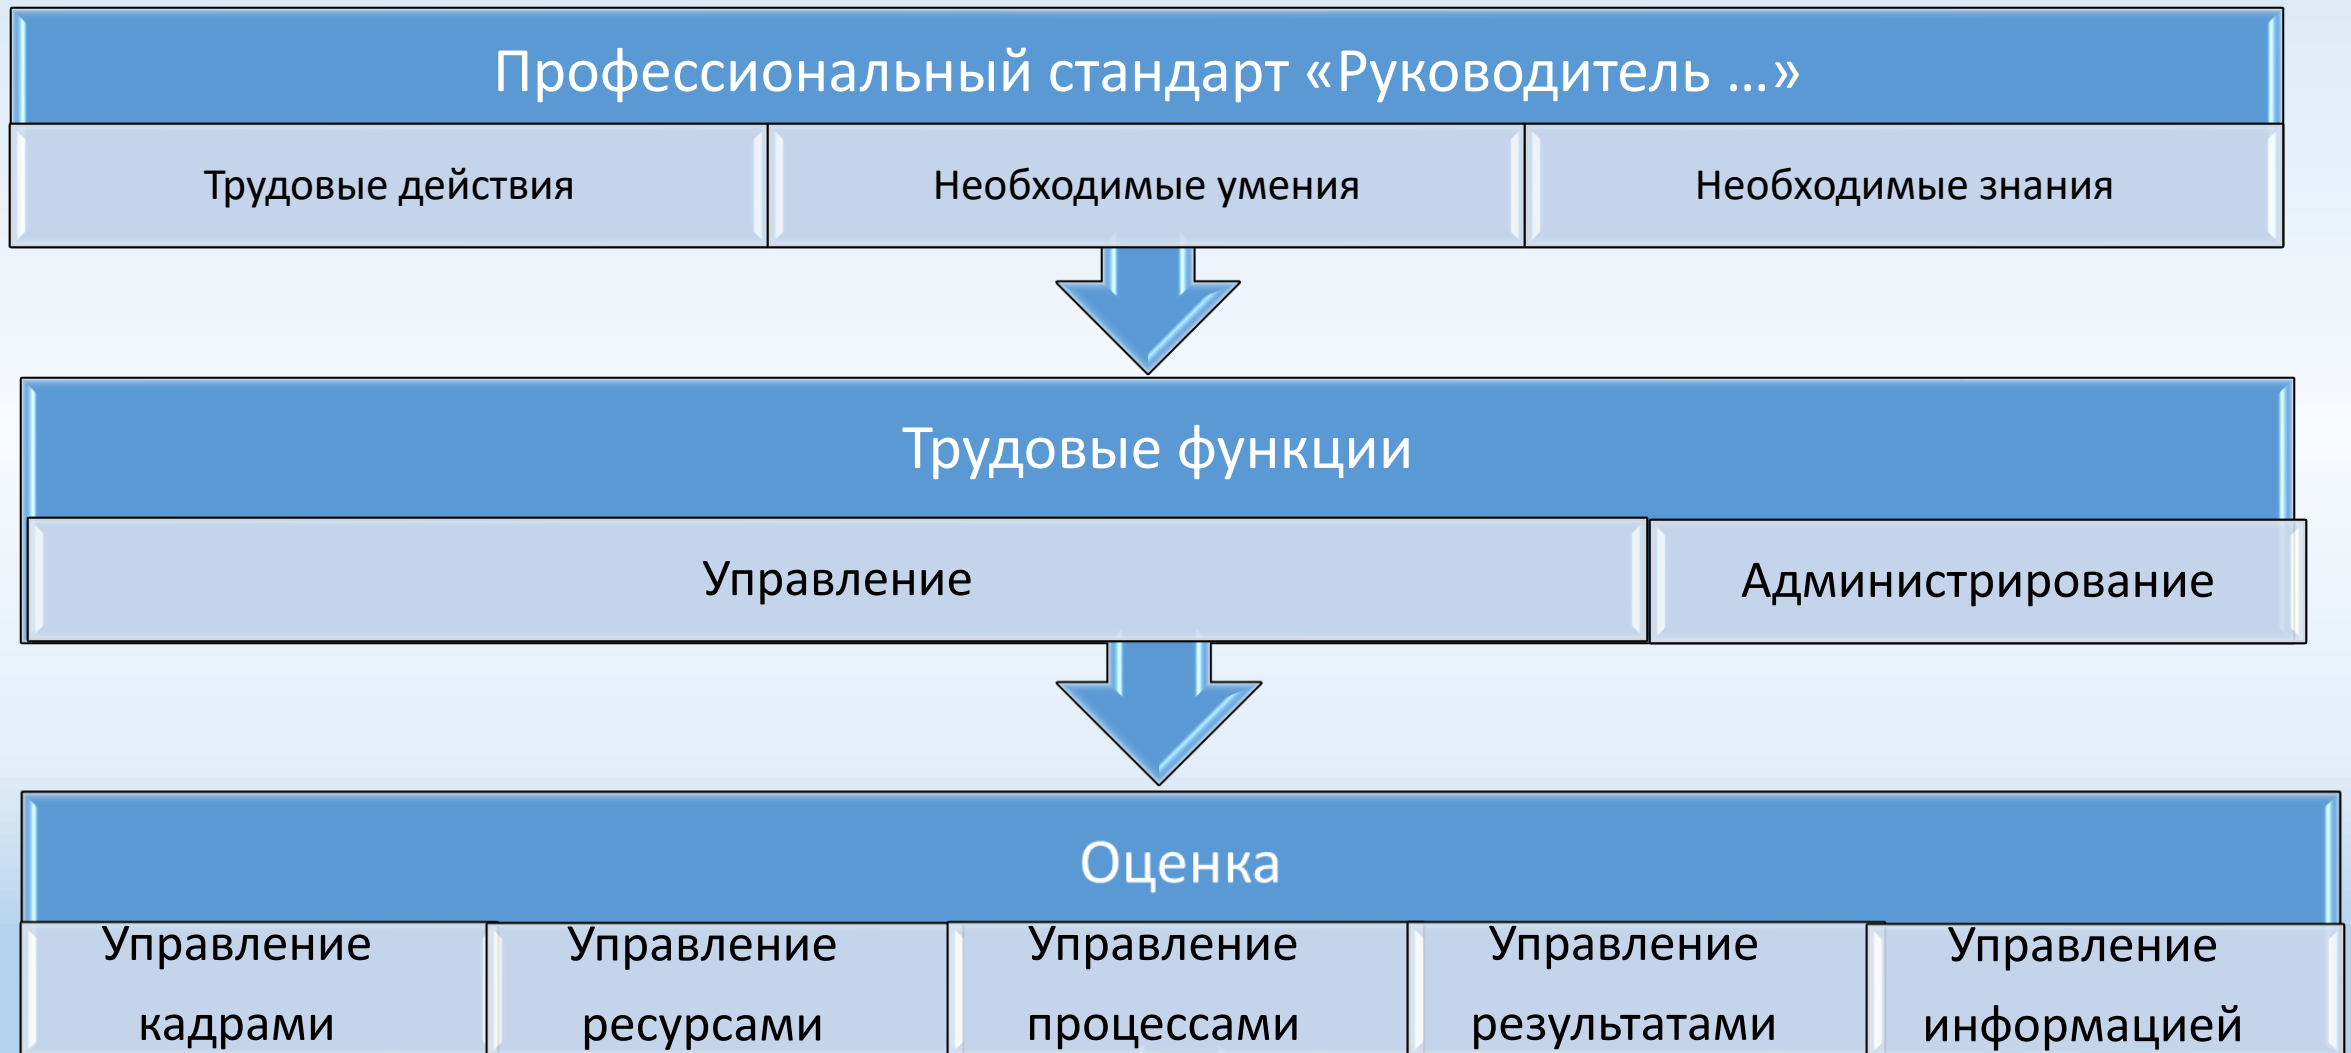 Профессиональный стандарт «Руководитель ...»
Трудовые действия
Необходимые умения
Необходимые знания
Трудовые функции
Управление
Администрирование
Оценка
Управление
кадрами
Управление
ресурсами
Управление
процессами
Управление
результатами
Управление
информацией